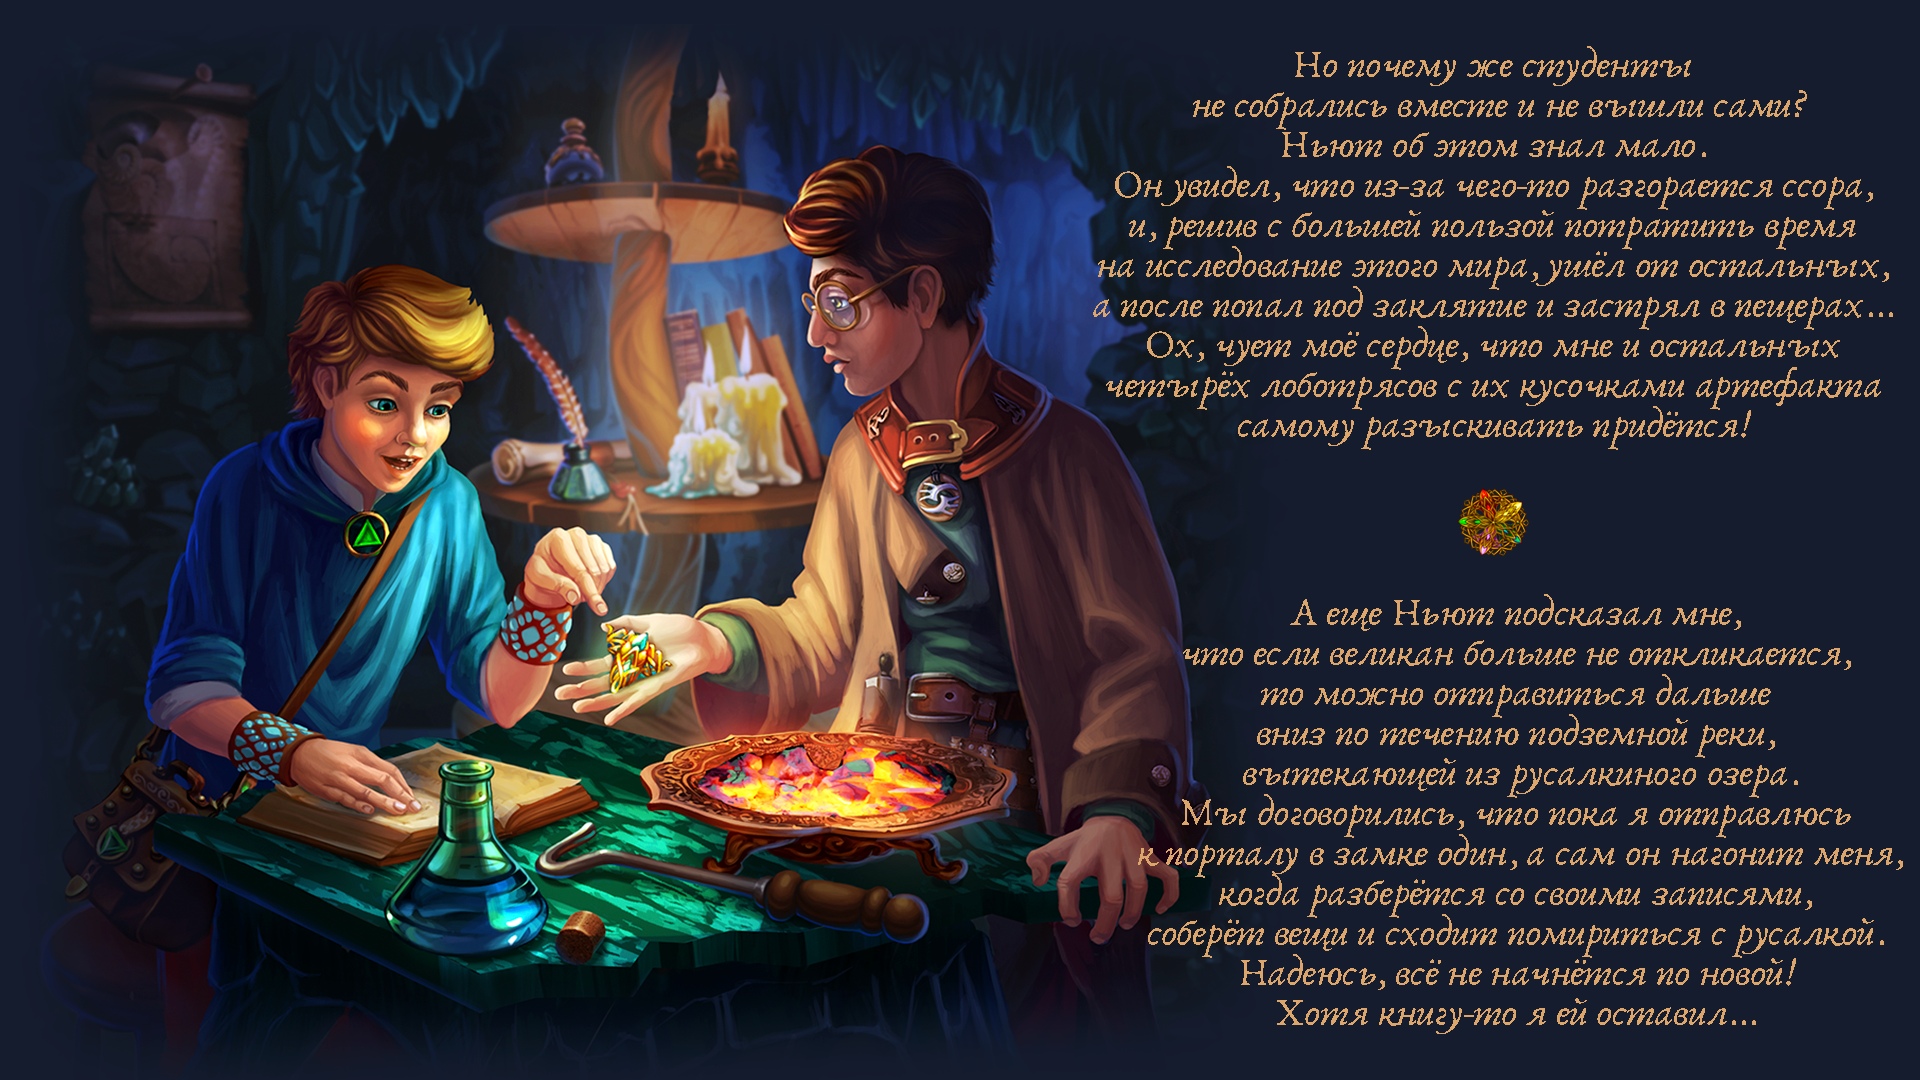 Но почему же студенты
не собрались вместе и не вышли сами?
Ньют об этом знал мало.
Он увидел, что из-за чего-то разгорается ссора,
и, решив с большей пользой потратить время
на исследование этого мира, ушёл от остальных,
а после попал под заклятие и застрял в пещерах...
Ох, чует моё сердце, что мне и остальных
четырёх лоботрясов с их кусочками артефакта
самому разыскивать придётся!
А еще Ньют подсказал мне,
что если великан больше не откликается,
то можно отправиться дальше
вниз по течению подземной реки,
вытекающей из русалкиного озера.
Мы договорились, что пока я отправлюсь
к порталу в замке один, а сам он нагонит меня,
когда разберётся со своими записями,
соберёт вещи и сходит помириться с русалкой.
Надеюсь, всё не начнётся по новой!
Хотя книгу-то я ей оставил...